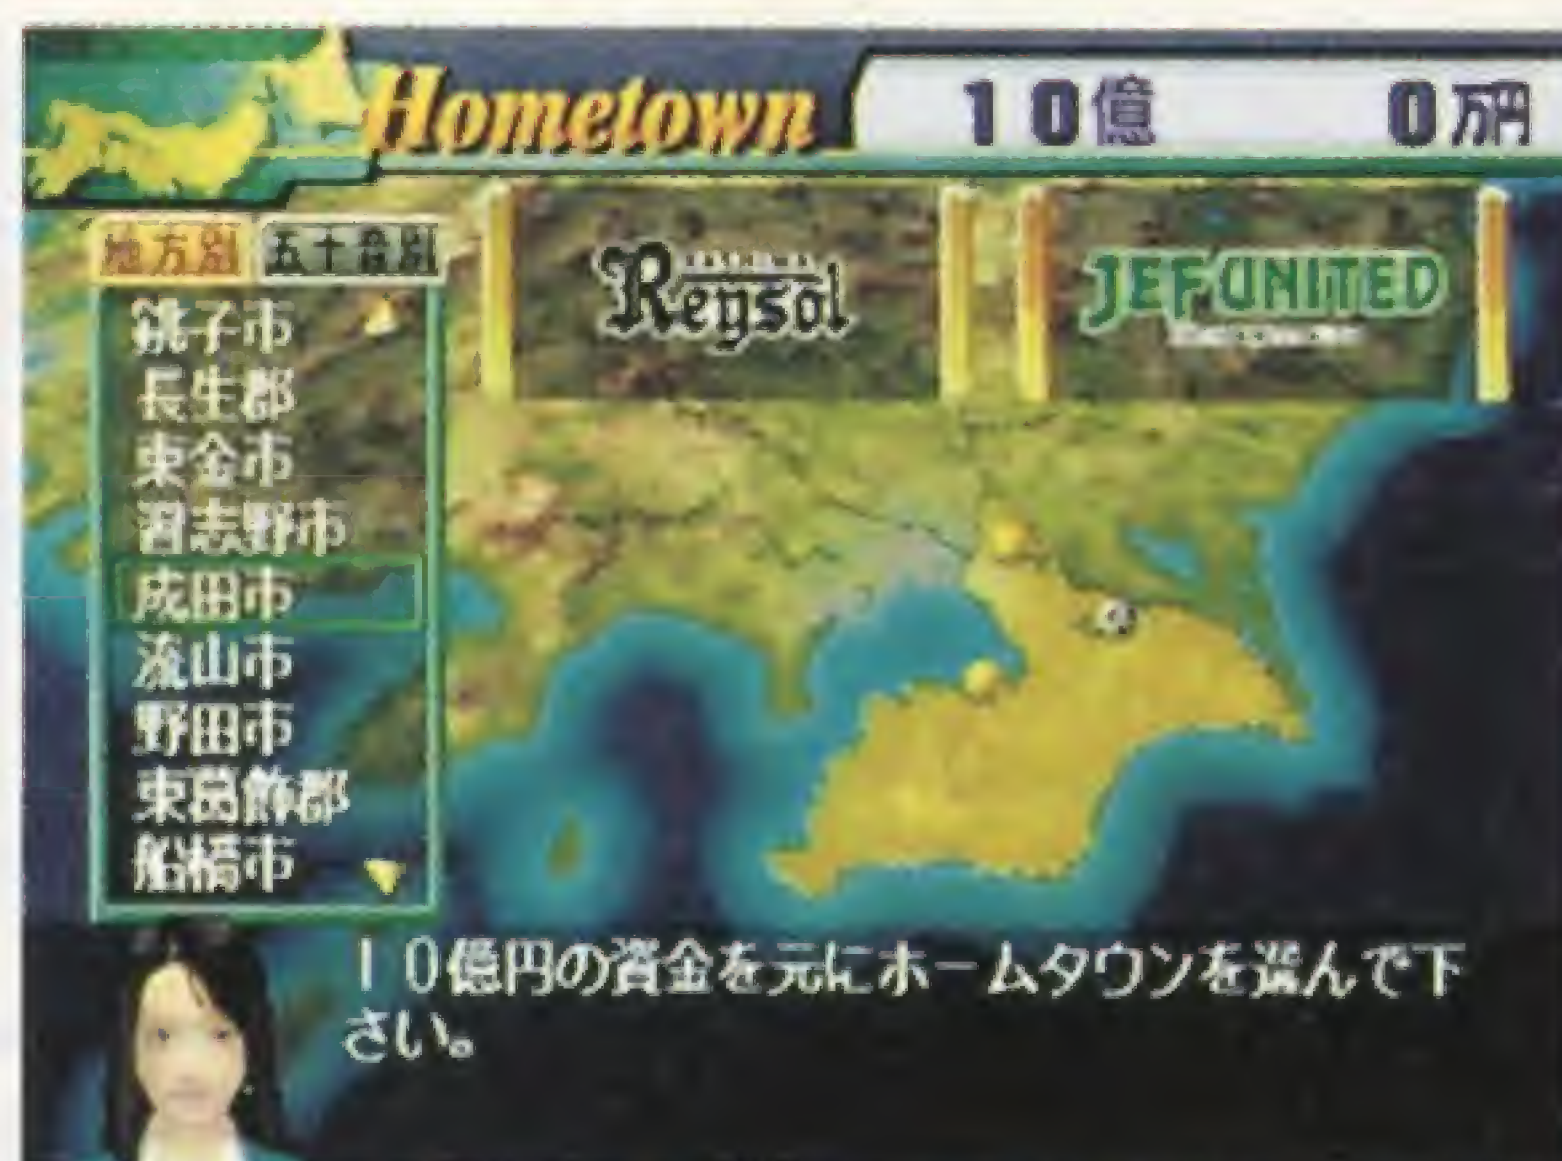 Hometown
10億 0万円
地方別 五十音別
KASHIWA
Reysol
JEF UNITED
銚子市
長生郡
東金市
習志野市
成田市
流山市
野田市
東葛飾郡
船橋市
10億円の資金を元にホームタウンを選んで下
さい。